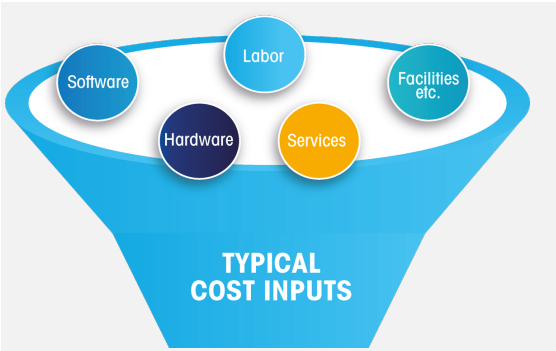 Labor
Software
Facilities
etc.
Hardware
Services
TYPICAL
COST INPUTS